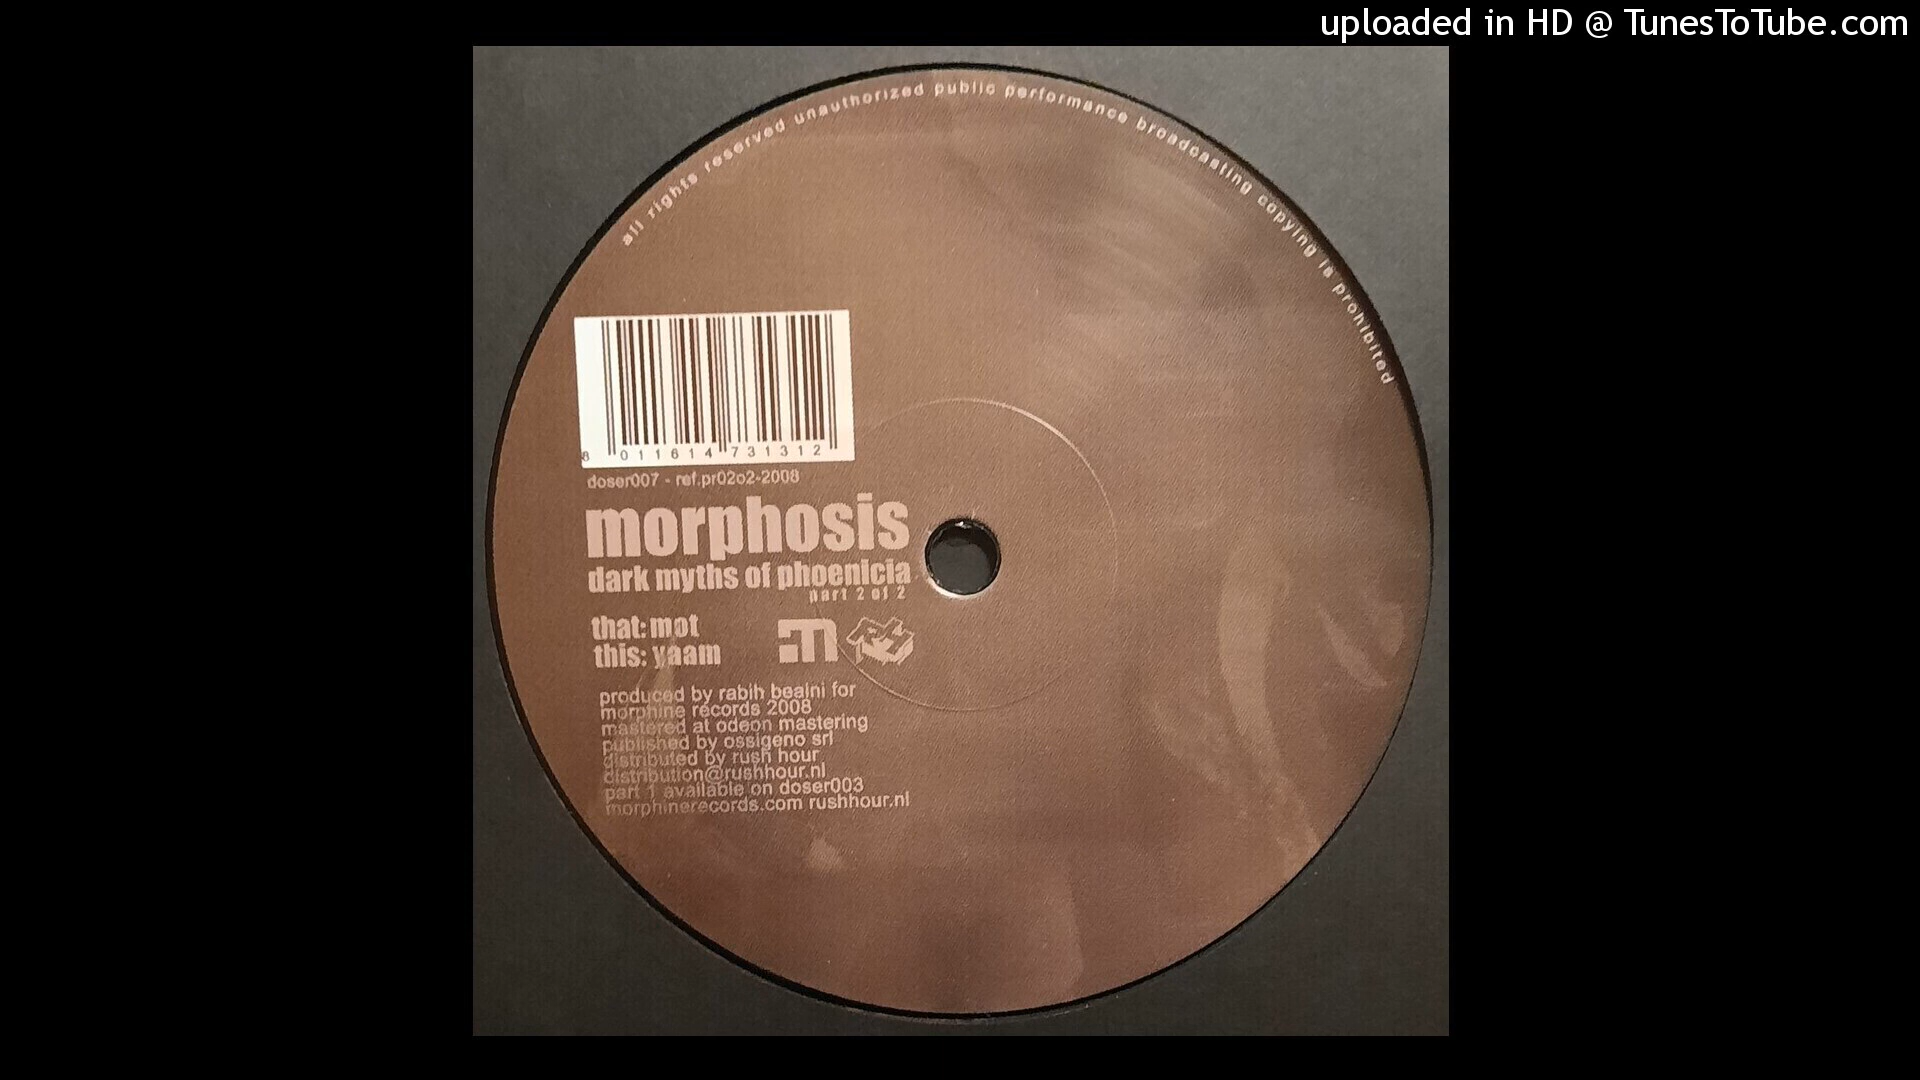 uploaded in HD @ TunesToTube.com
all rights reserved unauthorized public performance broadcasting copying is prohibited
8 011614 731312
doser007 - ref.pr02o2-2008
morphosis
dark myths of phoenicia
part 2 of 2
that: mot
this: yaam
produced by rabih beaini for
morphine records 2008
mastered at odeon mastering
published by ossigeno srl
distributed by rush hour
distribution@rushhour.nl
part 1 available on doser003
morphinerecords.com rushhour.nl